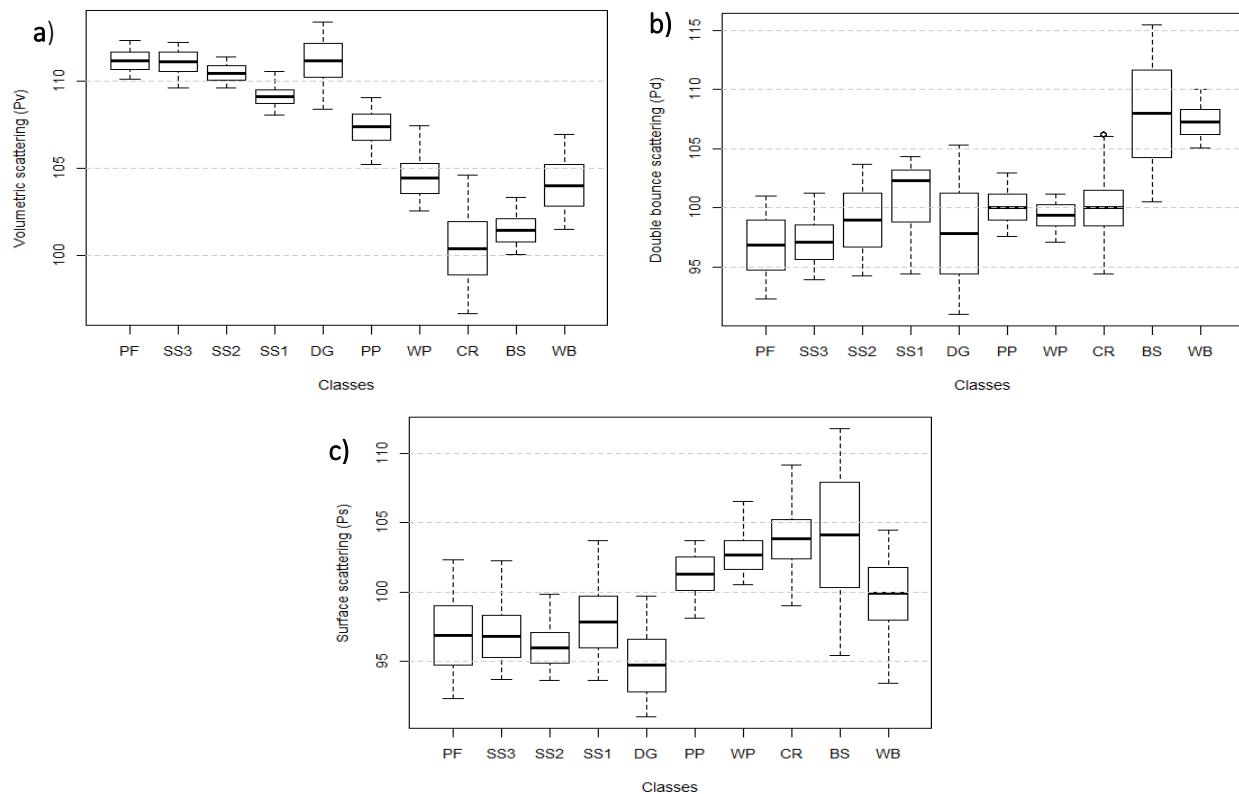 a)
Volumetric scattering (Pv)
110
105
100
PF SS3 SS2 SS1 DG PP WP CR BS WB
Classes
b)
Double bounce scattering (Pd)
115
110
105
100
95
PF SS3 SS2 SS1 DG PP WP CR BS WB
Classes
c)
Surface scattering (Ps)
110
105
100
95
PF SS3 SS2 SS1 DG PP WP CR BS WB
Classes